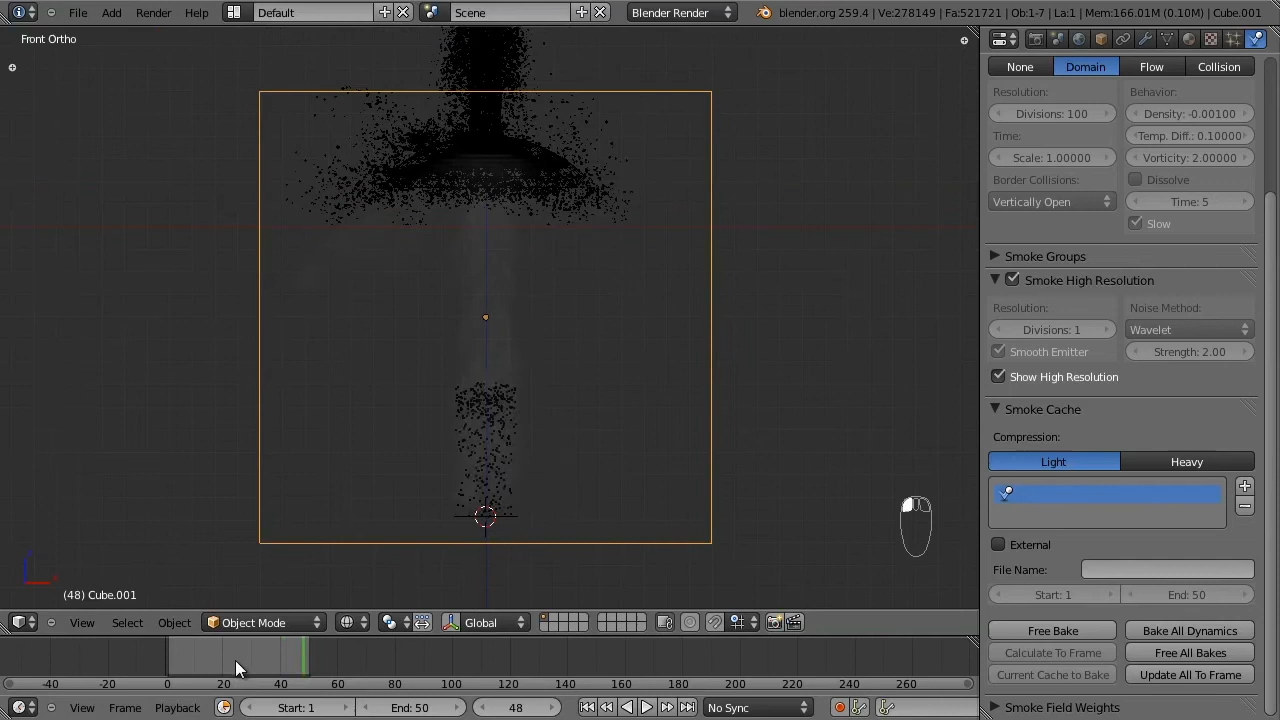 File Add Render Help Default Scene Blender Render blender.org 259.4 | Ve:278149 | Fa:521721 | Ob:1-7 | La:1 | Mem:166.01M (0.10M) | Cube.001
Front Ortho
None Domain Flow Collision
Resolution: Behavior:
Divisions: 100 Density: -0.00100
Time: Temp. Diff.: 0.10000
Scale: 1.00000 Vorticity: 2.00000
Border Collisions: Dissolve
Vertically Open Time: 5
Slow
Smoke Groups
Smoke High Resolution
Resolution: Noise Method:
Divisions: 1 Wavelet
Smooth Emitter Strength: 2.00
Show High Resolution
Smoke Cache
Compression:
Light Heavy
External
File Name:
Start: 1 End: 50
Free Bake Bake All Dynamics
Calculate To Frame Free All Bakes
Current Cache to Bake Update All To Frame
Smoke Field Weights
(48) Cube.001
View Select Object Object Mode Global
-40 -20 0 20 40 60 80 100 120 140 160 180 200 220 240 260
View Frame Playback Start: 1 End: 50 48 No Sync